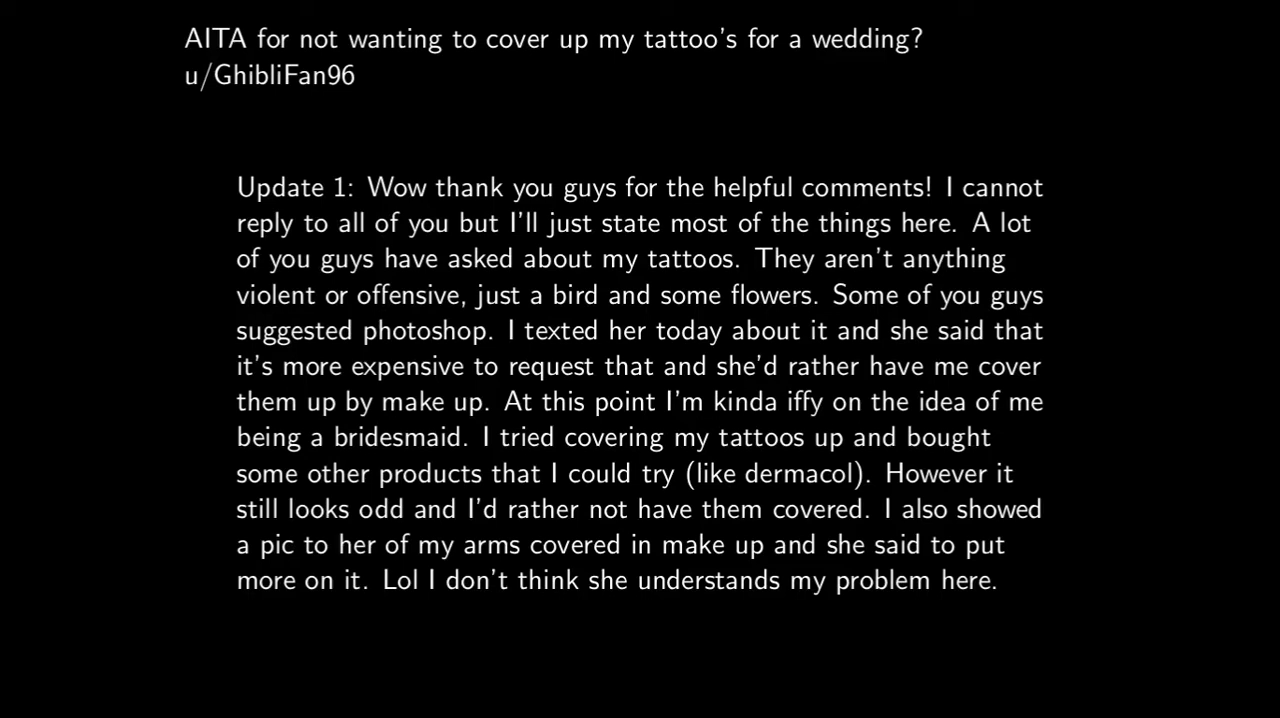 AITA for not wanting to cover up my tattoo's for a wedding?
u/GhibliFan96
Update 1: Wow thank you guys for the helpful comments! I cannot
reply to all of you but I'll just state most of the things here. A lot
of you guys have asked about my tattoos. They aren't anything
violent or offensive, just a bird and some flowers. Some of you guys
suggested photoshop. I texted her today about it and she said that
it's more expensive to request that and she'd rather have me cover
them up by make up. At this point I'm kinda iffy on the idea of me
being a bridesmaid. I tried covering my tattoos up and bought
some other products that I could try (like dermacol). However it
still looks odd and I'd rather not have them covered. I also showed
a pic to her of my arms covered in make up and she said to put
more on it. Lol I don't think she understands my problem here.